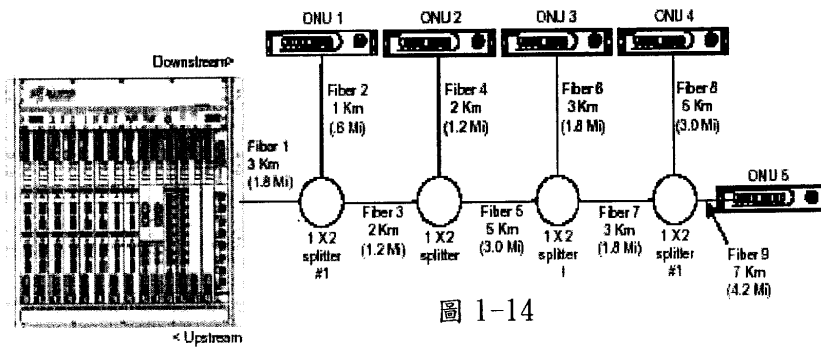 ONU 1
ONU 2
ONU 3
ONU 4
Downstream>
Fiber 2
1 Km
(.6 Mi)
Fiber 4
2 Km
(1.2 Mi)
Fiber 6
3 Km
(1.8 Mi)
Fiber 8
5 Km
(3.0 Mi)
Fiber 1
3 Km
(1.8 Mi)
ONU 5
Fiber 3
2 Km
(1.2 Mi)
Fiber 5
5 Km
(3.0 Mi)
Fiber 7
3 Km
(1.8 Mi)
1 X2
splitter
#1
1 X2
splitter
1 X2
splitter
I
1 X2
splitter
#1
Fiber 9
7 Km
(4.2 Mi)
圖 1-14
< Upstream